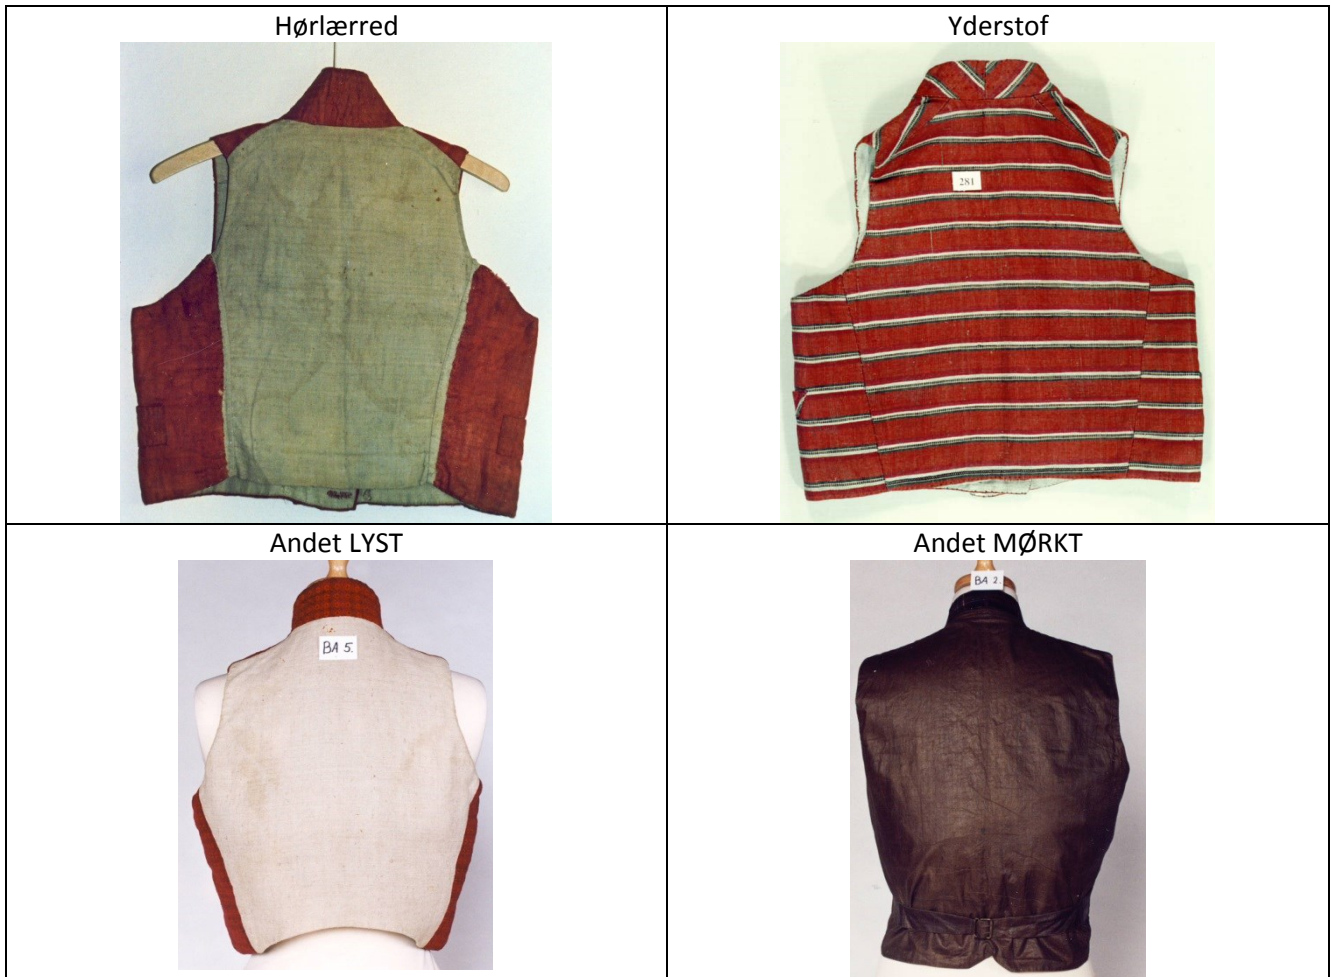 Hørlærred
Yderstof
281
Andet LYST
Andet MØRKT
BA 5.
BA 2.